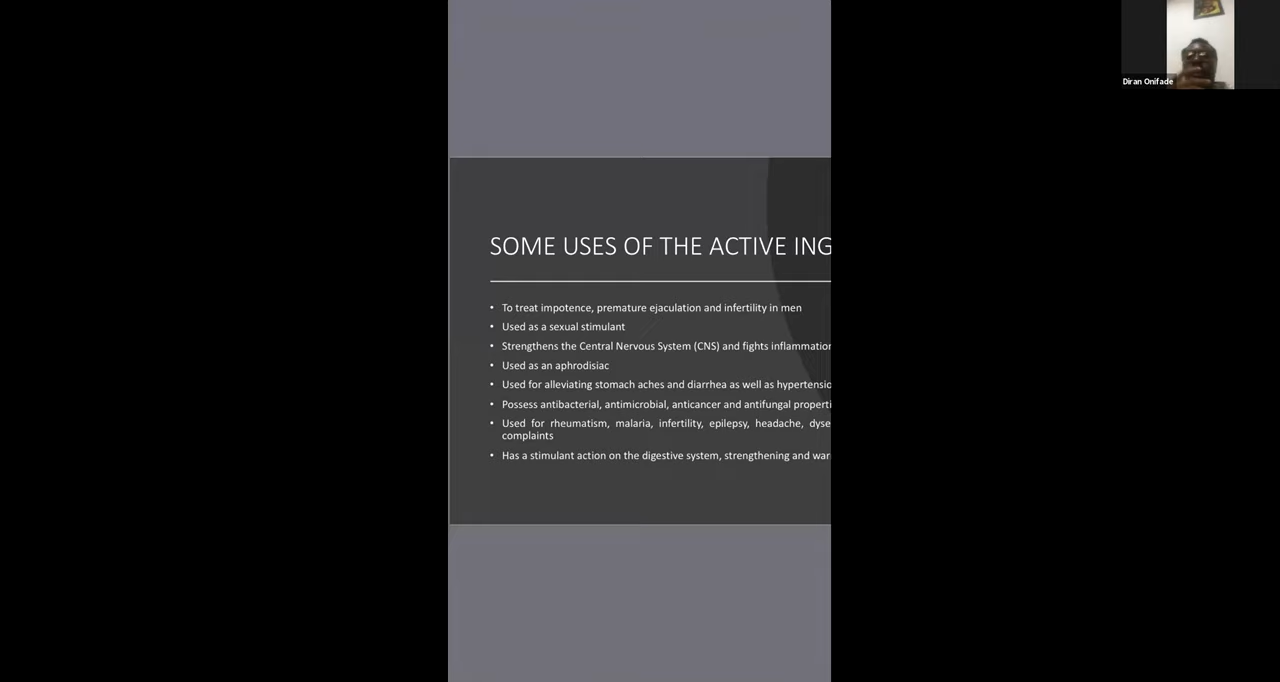 SOME USES OF THE ACTIVE ING
• To treat impotence, premature ejaculation and infertility in men
• Used as a sexual stimulant
• Strengthens the Central Nervous System (CNS) and fights inflammation
• Used as an aphrodisiac
• Used for alleviating stomach aches and diarrhea as well as hypertensio
• Possess antibacterial, antimicrobial, anticancer and antifungal properti
• Used for rheumatism, malaria, infertility, epilepsy, headache, dyse
complaints
• Has a stimulant action on the digestive system, strengthening and war
Diran Onifade